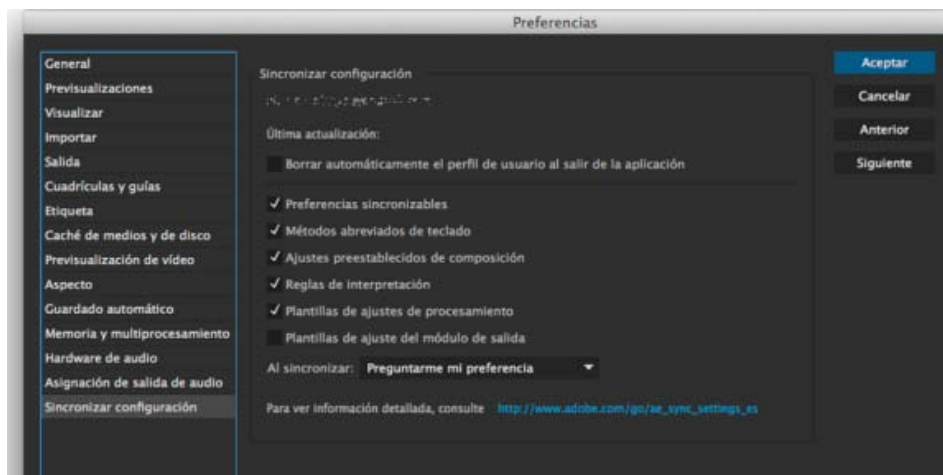 Preferencias
General
Previsualizaciones
Visualizar
Importar
Salida
Cuadrículas y guías
Etiqueta
Caché de medios y de disco
Previsualización de vídeo
Aspecto
Guardado automático
Memoria y multiprocesamiento
Hardware de audio
Asignación de salida de audio
Sincronizar configuración
Sincronizar configuración
Última actualización:
Borrar automáticamente el perfil de usuario al salir de la aplicación
Preferencias sincronizables
Métodos abreviados de teclado
Ajustes preestablecidos de composición
Reglas de interpretación
Plantillas de ajustes de procesamiento
Plantillas de ajuste del módulo de salida
Al sincronizar: Preguntarme mi preferencia
Para ver información detallada, consulte http://www.adobe.com/go/ae_sync_settings_es
Aceptar
Cancelar
Anterior
Siguiente